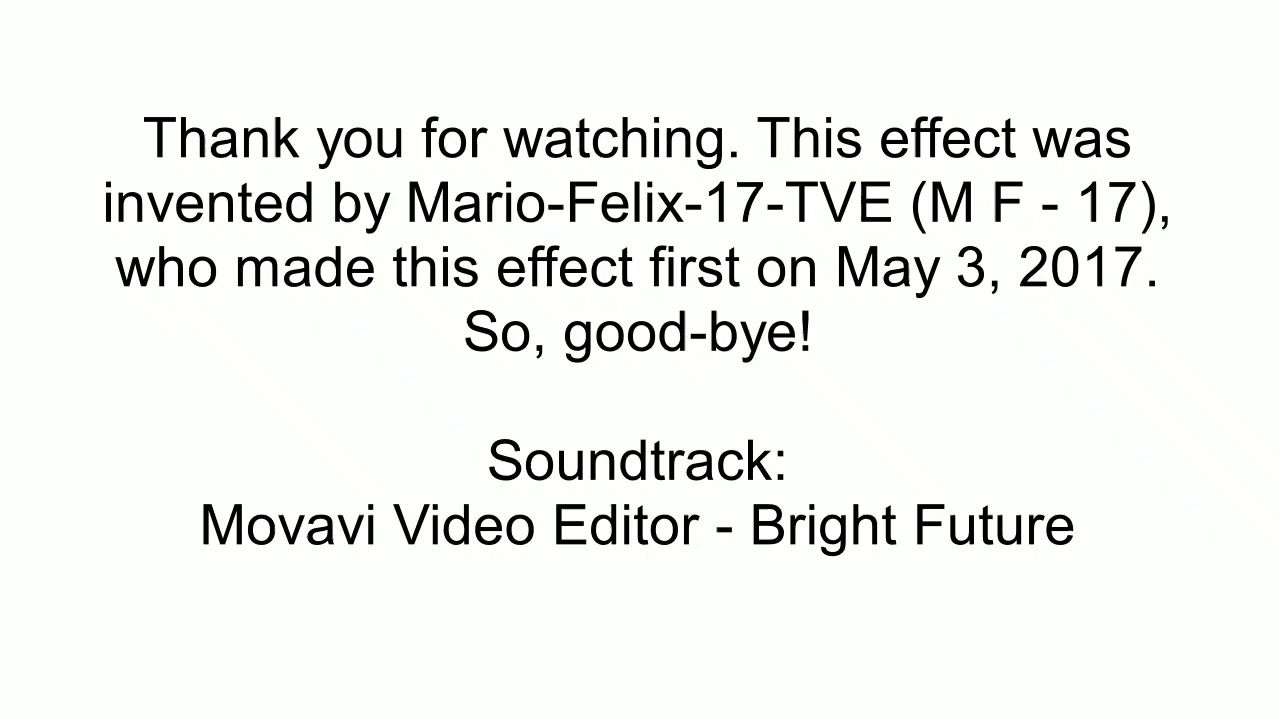 Thank you for watching. This effect was
invented by Mario-Felix-17-TVE (M F - 17),
who made this effect first on May 3, 2017.
So, good-bye!
Soundtrack:
Movavi Video Editor - Bright Future